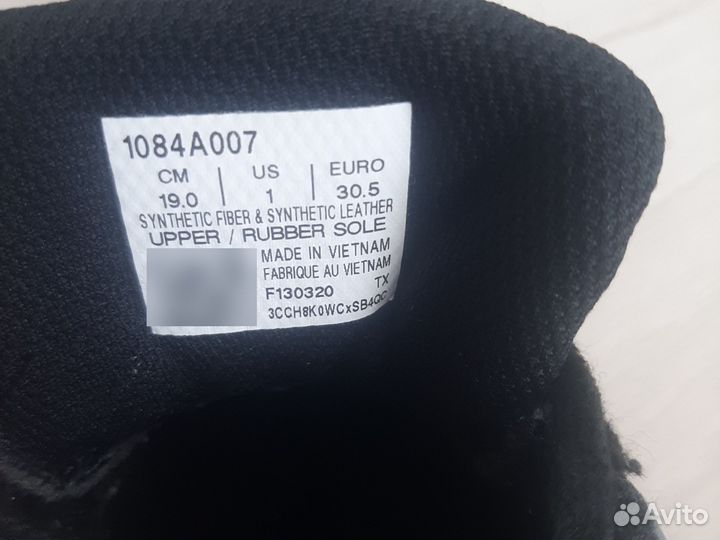 1084A007
CM US EURO
19.0 1 30.5
SYNTHETIC FIBER & SYNTHETIC LEATHER
UPPER / RUBBER SOLE
MADE IN VIETNAM
FABRIQUE AU VIETNAM
F130320 TX
3CCH8K0WCxSB4QC
Avito